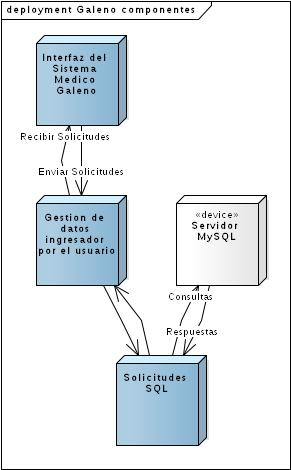 deployment Galeno componentes
Interfaz del
Sistema
Medico
Galeno
Recibir Solicitudes
Enviar Solicitudes
Gestion de
datos
ingresador
por el usuario
«device»
Servidor
MySQL
Consultas
Respuestas
Solicitudes
SQL